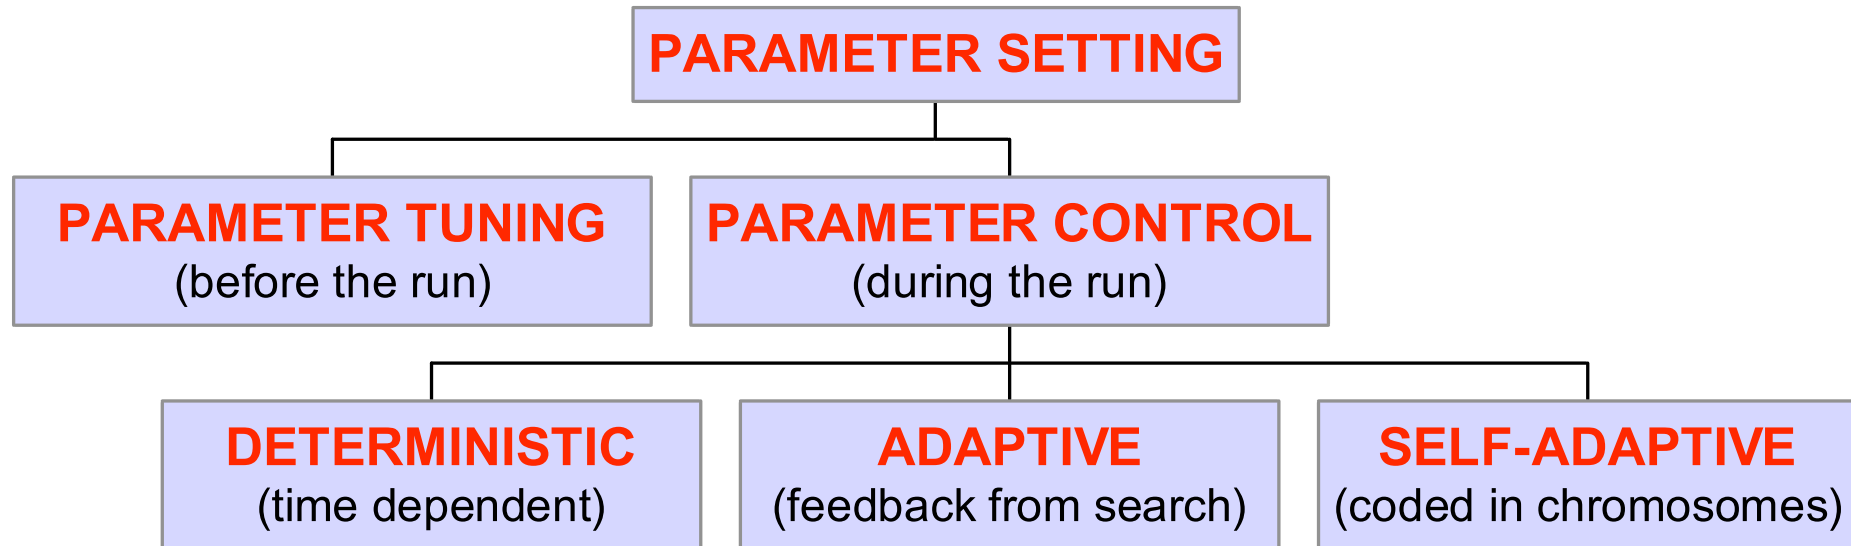 PARAMETER SETTING
PARAMETER TUNING
(before the run)
PARAMETER CONTROL
(during the run)
DETERMINISTIC
(time dependent)
ADAPTIVE
(feedback from search)
SELF-ADAPTIVE
(coded in chromosomes)